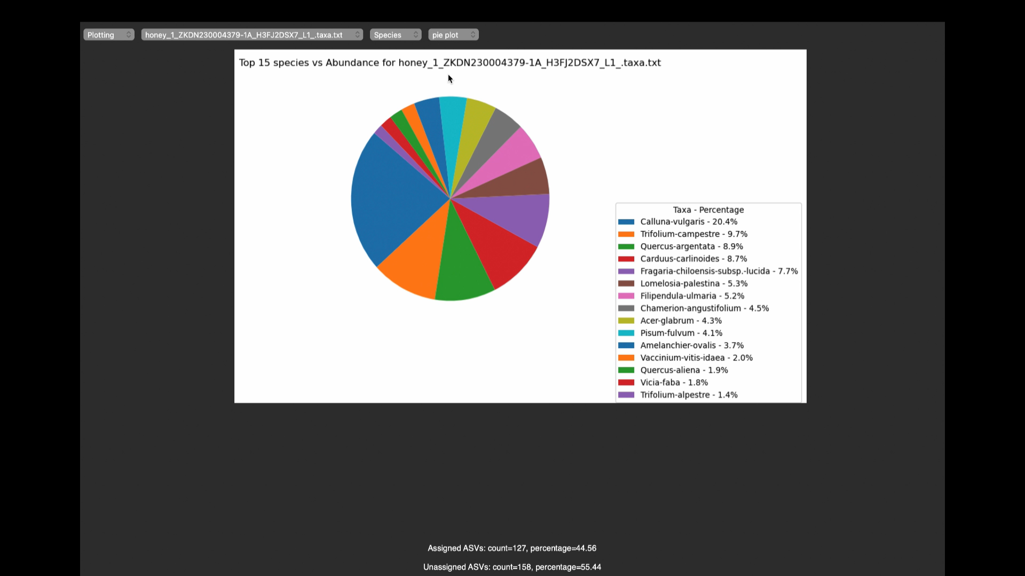 Plotting
honey_1_ZKDN230004379-1A_H3FJ2DSX7_L1_.taxa.txt
Species
pie plot
Top 15 species vs Abundance for honey_1_ZKDN230004379-1A_H3FJ2DSX7_L1_.taxa.txt
Taxa - Percentage
Calluna-vulgaris - 20.4%
Trifolium-campestre - 9.7%
Quercus-argentata - 8.9%
Carduus-carlinoides - 8.7%
Fragaria-chiloensis-subsp.-lucida - 7.7%
Lomelosia-palestina - 5.3%
Filipendula-ulmaria - 5.2%
Chamerion-angustifolium - 4.5%
Acer-glabrum - 4.3%
Pisum-fulvum - 4.1%
Amelanchier-ovalis - 3.7%
Vaccinium-vitis-idaea - 2.0%
Quercus-aliena - 1.9%
Vicia-faba - 1.8%
Trifolium-alpestre - 1.4%
Assigned ASVs: count=127, percentage=44.56
Unassigned ASVs: count=158, percentage=55.44